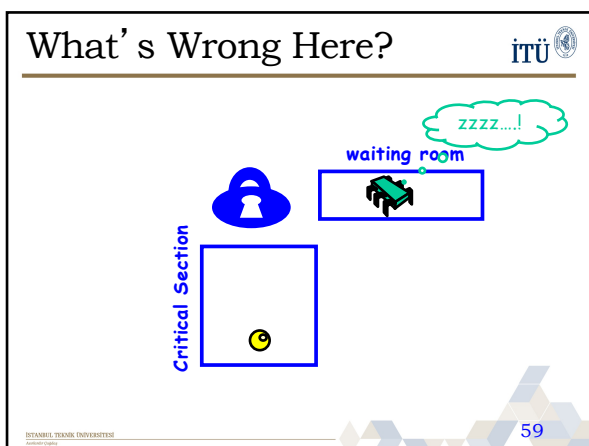 What's Wrong Here?
İTÜ
zzzz....!
waiting room
Critical Section
İSTANBUL TEKNİK ÜNİVERSİTESİ
59